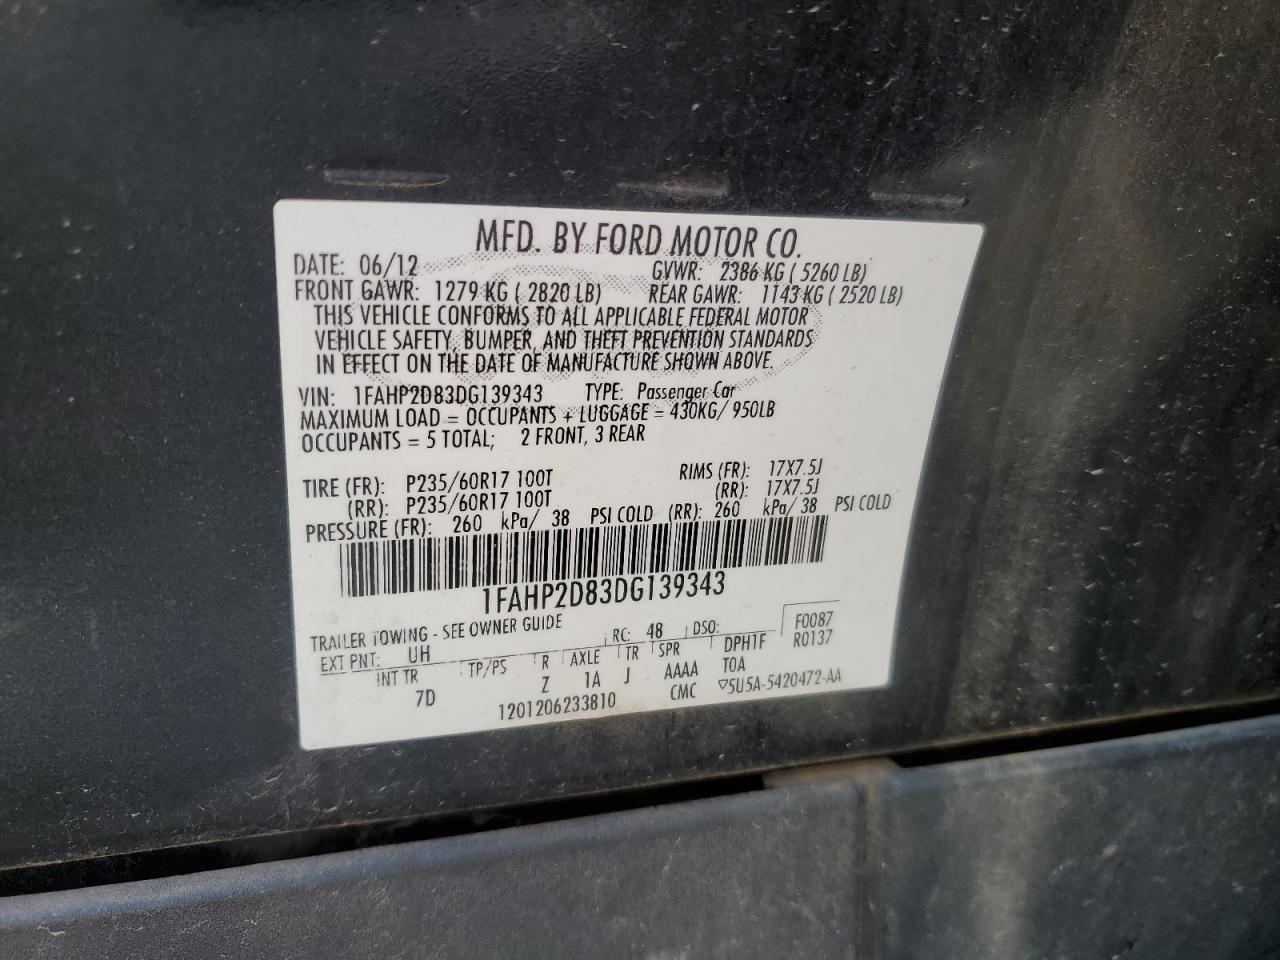 MFD. BY FORD MOTOR CO.
DATE: 06/12 GVWR: 2386 KG ( 5260 LB)
FRONT GAWR: 1279 KG ( 2820 LB) REAR GAWR: 1143 KG ( 2520 LB)
THIS VEHICLE CONFORMS TO ALL APPLICABLE FEDERAL MOTOR
VEHICLE SAFETY, BUMPER, AND THEFT PREVENTION STANDARDS
IN EFFECT ON THE DATE OF MANUFACTURE SHOWN ABOVE.
VIN: 1FAHP2D83DG139343 TYPE: Passenger Car
MAXIMUM LOAD = OCCUPANTS + LUGGAGE = 430KG/ 950LB
OCCUPANTS = 5 TOTAL; 2 FRONT, 3 REAR
TIRE (FR): P235/60R17 100T RIMS (FR): 17X7.5J
(RR): P235/60R17 100T (RR): 17X7.5J
PRESSURE (FR): 260 kPa/ 38 PSI COLD (RR): 260 kPa/ 38 PSI COLD
1FAHP2D83DG139343
TRAILER TOWING - SEE OWNER GUIDE F0087
EXT PNT: UH RC: 48 DSO: R0137
INT TR TP/PS R AXLE TR SPR DPH1F
7D Z 1A J AAAA T0A
1201206233810 CMC ▽5U5A-5420472-AA